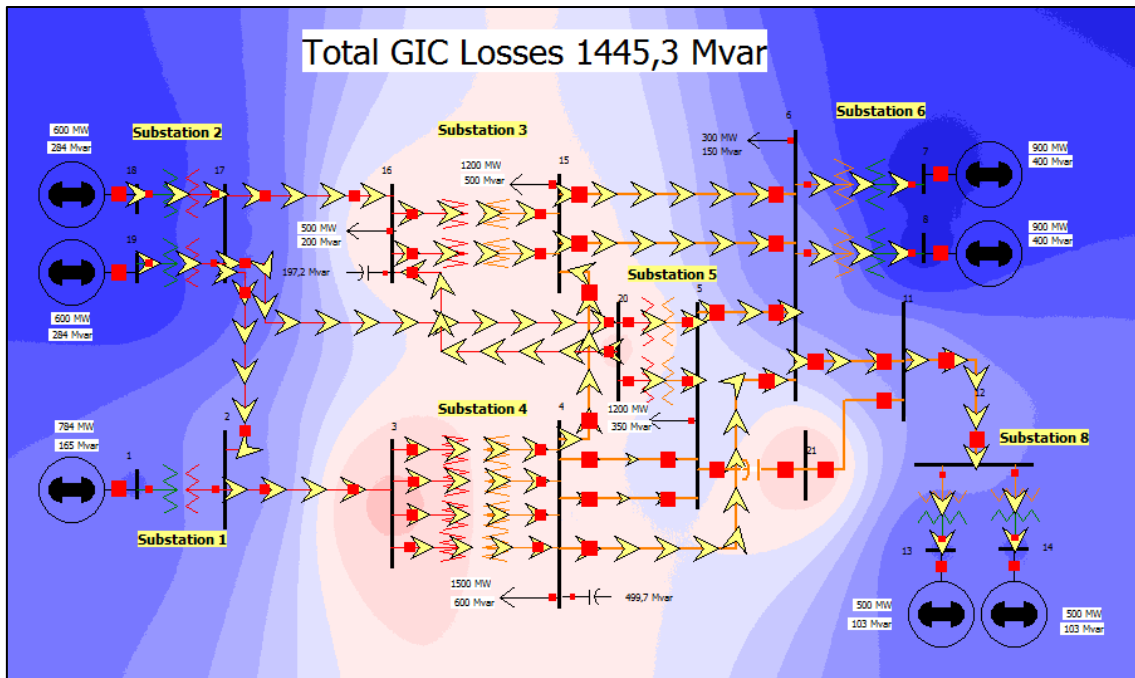 Total GIC Losses 1445,3 Mvar
600 MW
284 Mvar
Substation 2
Substation 3
Substation 6
6
300 MW
150 Mvar
18
17
16
1200 MW
500 Mvar
15
7
900 MW
400 Mvar
19
500 MW
200 Mvar
8
900 MW
400 Mvar
197,2 Mvar
Substation 5
600 MW
284 Mvar
20
5
11
12
Substation 4
1200 MW
350 Mvar
784 MW
165 Mvar
2
3
4
Substation 8
1
21
Substation 1
13
14
1500 MW
600 Mvar
499,7 Mvar
500 MW
103 Mvar
500 MW
103 Mvar